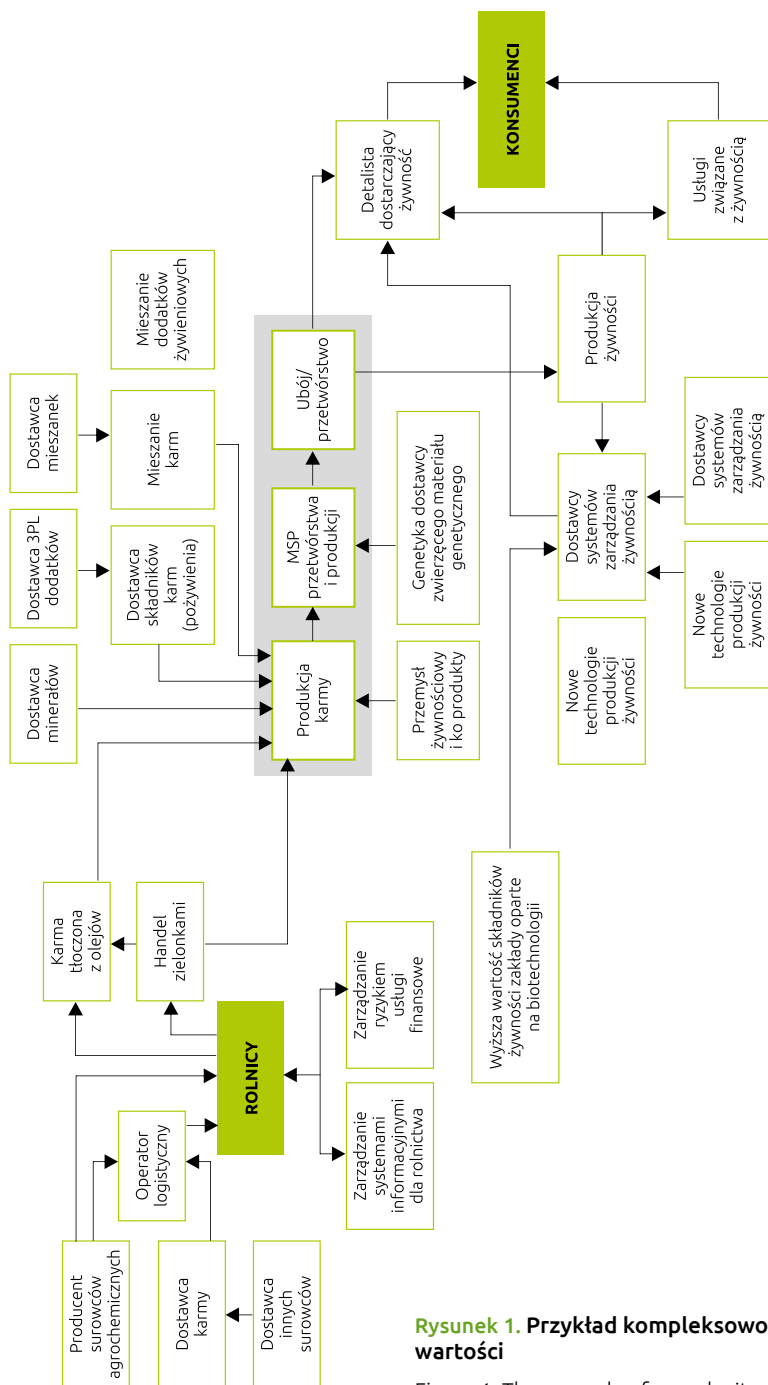 Producent
surowców
agrochemicznych
Dostawca
karmy
Dostawca
innych
surowców
Operator
logistyczny
ROLNICY
Zarządzanie
systemami
informacyjnymi
dla rolnictwa
Zarządzanie
ryzykiem
usługi
finansowe
Karma
tłoczona
z olejów
Handel
zielonkami
Dostawca
minerałów
Dostawca 3PL
dodatków
Dostawca
mieszanek
Dostawca
składników
karm
(pożywienia)
Mieszanie
karm
Mieszanie
dodatków
żywieniowych
Produkcja
karmy
MSP
przetwórstwa
i produkcji
Ubój/
przetwórstwo
Przemysł
żywnościowy
i ko produkty
Genetyka dostawcy
zwierzęcego materiału
genetycznego
Wyższa wartość składników
żywności zakłady oparte
na biotechnologii
Nowe
technologie
produkcji
żywności
Dostawcy
systemów
zarządzania
żywnością
Produkcja
żywności
Nowe
technologie
produkcji
żywności
Dostawcy
systemów
zarządzania
żywnością
Detalista
dostarczający
żywność
KONSUMENCI
Usługi
związane
z żywnością
Rysunek 1. Przykład kompleksowo
wartości